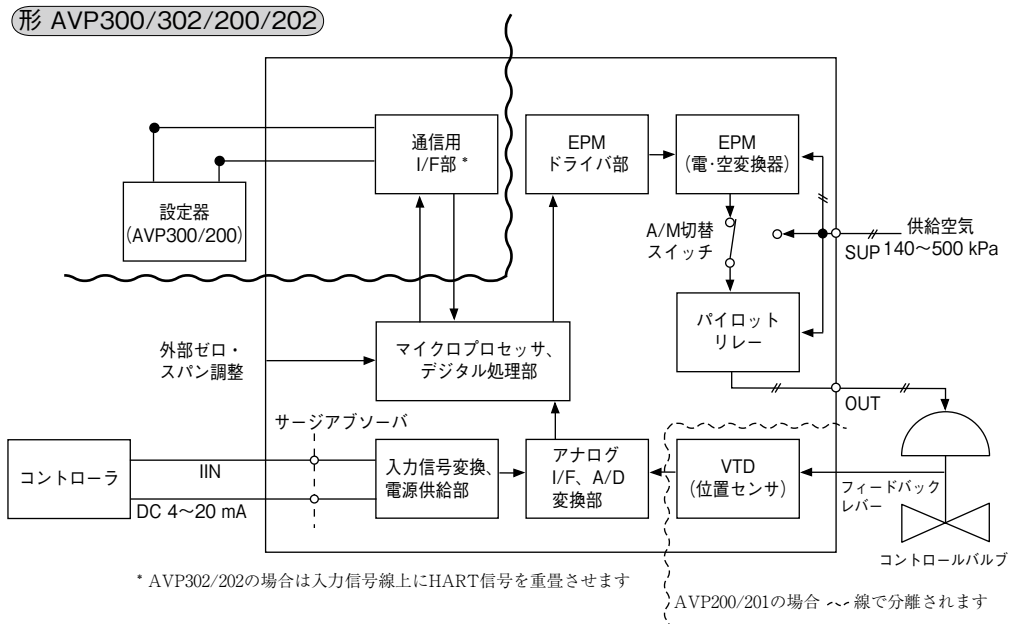 形 AVP300/302/200/202
通信用
I/F部 *
EPM
ドライバ部
EPM
(電・空変換器)
設定器
(AVP300/200)
A/M切替
スイッチ
供給空気
SUP 140～500 kPa
パイロット
リレー
外部ゼロ・
スパン調整
マイクロプロセッサ、
デジタル処理部
OUT
サージアブソーバ
コントローラ
IIN
DC 4～20 mA
入力信号変換、
電源供給部
アナログ
I/F、A/D
変換部
VTD
(位置センサ)
フィードバック
レバー
コントロールバルブ
* AVP302/202の場合は入力信号線上にHART信号を重畳させます
AVP200/201の場合 ~~ 線で分離されます